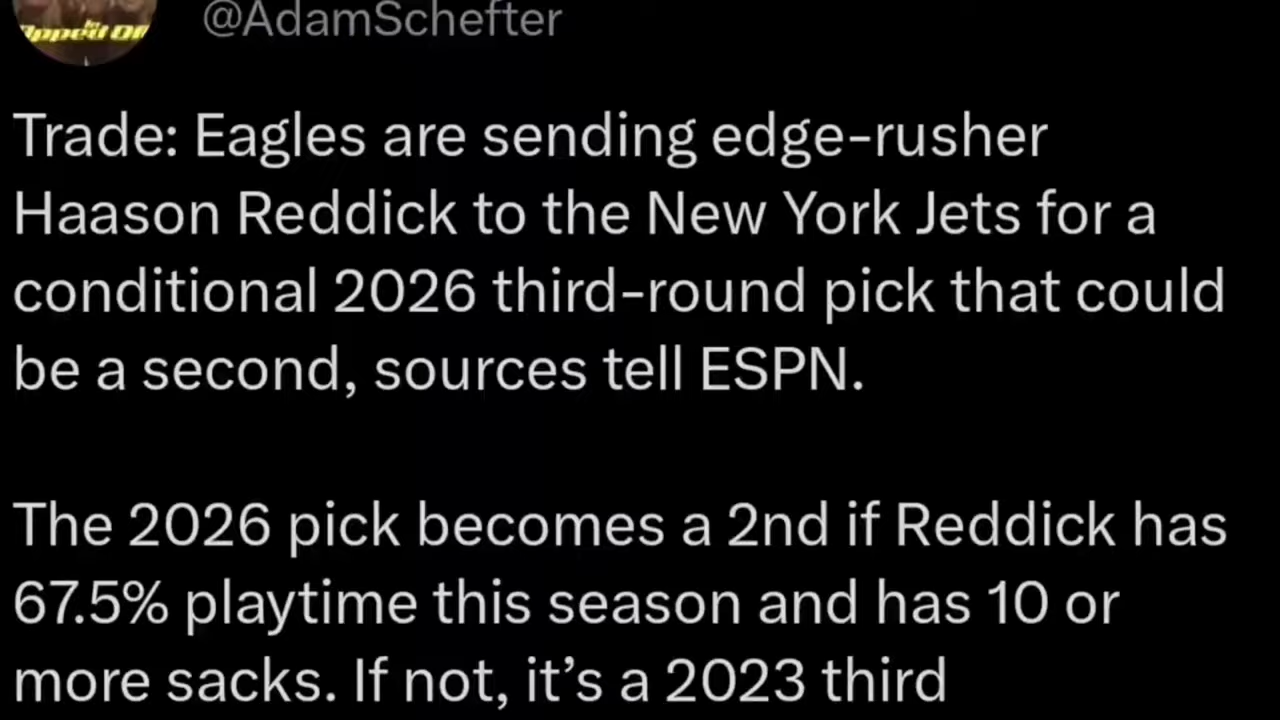 @AdamSchefter
Trade: Eagles are sending edge-rusher
Haason Reddick to the New York Jets for a
conditional 2026 third-round pick that could
be a second, sources tell ESPN.
The 2026 pick becomes a 2nd if Reddick has
67.5% playtime this season and has 10 or
more sacks. If not, it’s a 2023 third